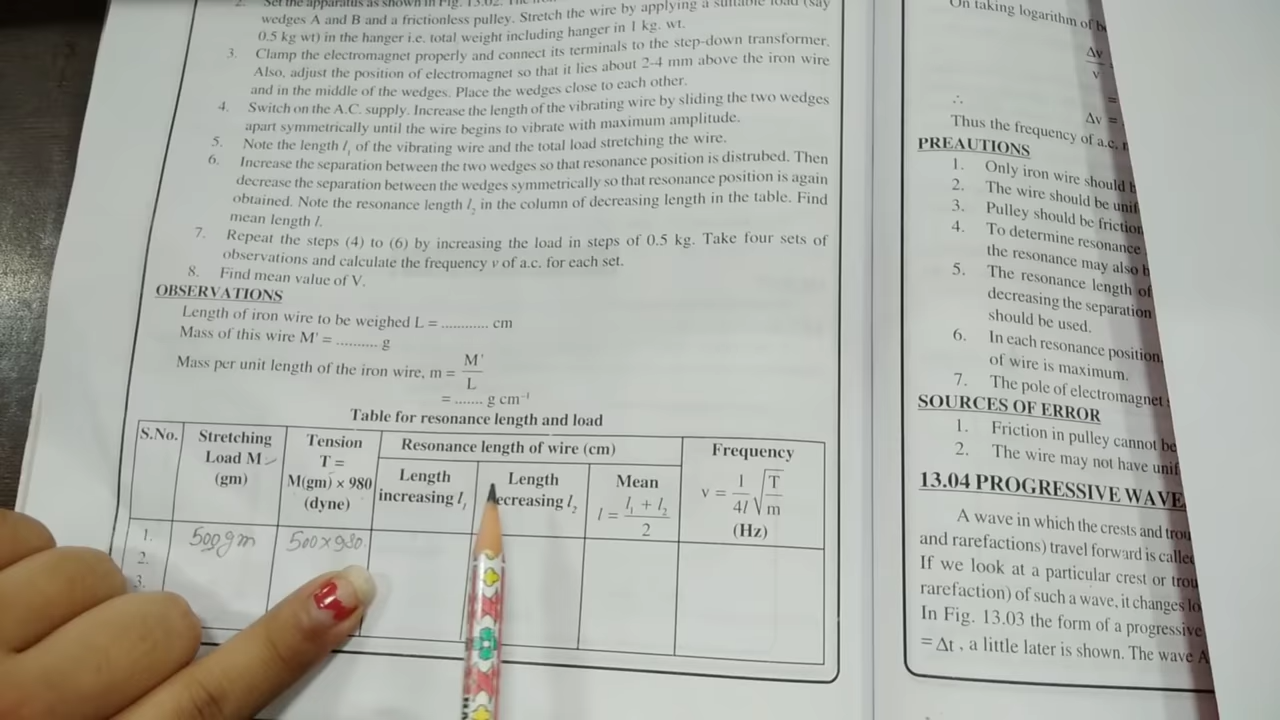 2. Set the apparatus as shown in Fig. 13.02. The iron
wedges A and B and a frictionless pulley. Stretch the wire by applying a suitable load (say
0.5 kg wt) in the hanger i.e. total weight including hanger in 1 kg. wt.
3. Clamp the electromagnet properly and connect its terminals to the step-down transformer.
Also, adjust the position of electromagnet so that it lies about 2-4 mm above the iron wire
and in the middle of the wedges. Place the wedges close to each other.
4. Switch on the A.C. supply. Increase the length of the vibrating wire by sliding the two wedges
apart symmetrically until the wire begins to vibrate with maximum amplitude.
5. Note the length l₁ of the vibrating wire and the total load stretching the wire.
6. Increase the separation between the two wedges so that resonance position is distrubed. Then
decrease the separation between the wedges symmetrically so that resonance position is again
obtained. Note the resonance length l₂ in the column of decreasing length in the table. Find
mean length l.
7. Repeat the steps (4) to (6) by increasing the load in steps of 0.5 kg. Take four sets of
observations and calculate the frequency v of a.c. for each set.
8. Find mean value of V.
OBSERVATIONS
Length of iron wire to be weighed L = ............ cm
Mass of this wire M' = .......... g
Mass per unit length of the iron wire, m = M'/L
= ....... g cm⁻¹
Table for resonance length and load
S.No. Stretching Load M (gm)
Tension T = M(gm) × 980 (dyne)
Resonance length of wire (cm)
Length increasing l₁
Length decreasing l₂
Mean l = (l₁ + l₂)/2
Frequency v = 1/4l √(T/m) (Hz)
1. 500gm 500×980
2.
3.
On taking logarithm of
Δv/v
∴ =
Δv =
Thus the frequency of a.c.
PREAUTIONS
1. Only iron wire should
2. The wire should be
3. Pulley should be
4. To determine resonance
the resonance may also
5. The resonance length of
decreasing the separation
should be used.
6. In each resonance position
of wire is maximum.
7. The pole of electromagnet
SOURCES OF ERROR
1. Friction in pulley cannot be
2. The wire may not have
13.04 PROGRESSIVE WAVE
A wave in which the crests and
and rarefactions) travel forward is
If we look at a particular crest or
rarefaction) of such a wave, it changes
In Fig. 13.03 the form of a progressive
= Δt , a little later is shown. The wave A